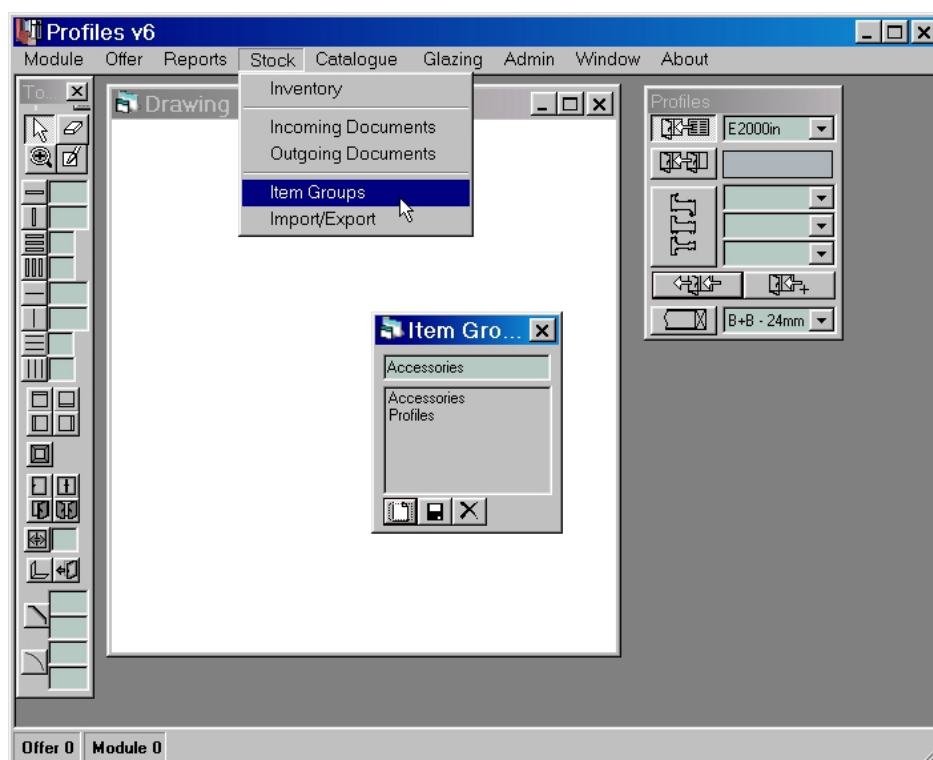 Profiles v6
Module Offer Reports Stock Catalogue Glazing Admin Window About
To...
Drawing
Inventory
Incoming Documents
Outgoing Documents
Item Groups
Import/Export
Profiles
E2000in
B+B - 24mm
Item Gro...
Accessories
Accessories
Profiles
Offer 0 Module 0